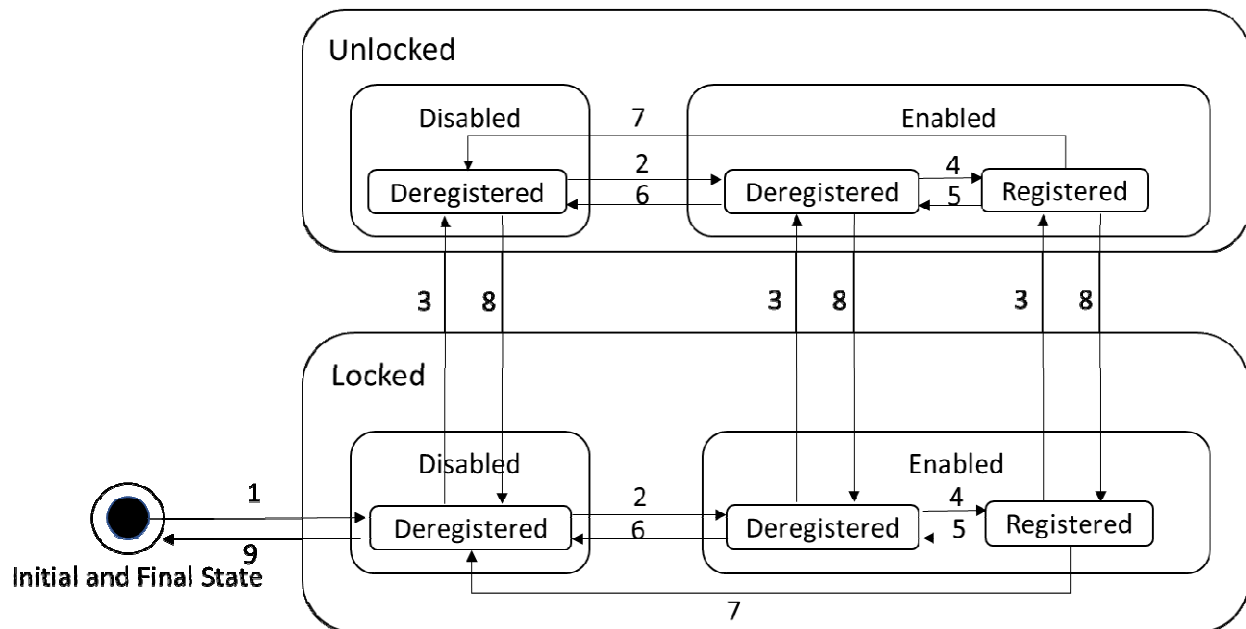 Unlocked
Disabled 7 Enabled
2 4
Deregistered Deregistered Registered
6 5
3 8 3 8 3 8
Locked
Disabled Enabled
1 2 4
Deregistered Deregistered Registered
6 5
9
Initial and Final State
7